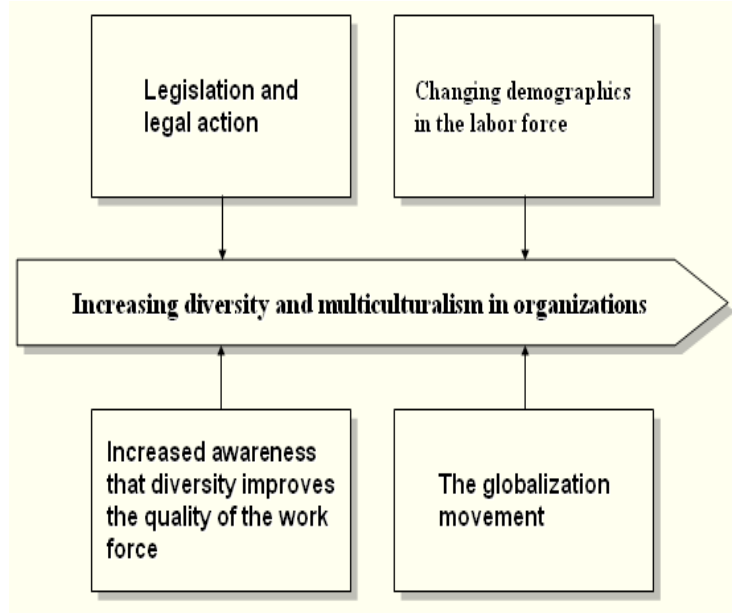 Legislation and
legal action
Changing demographics
in the labor force
Increasing diversity and multiculturalism in organizations
Increased awareness
that diversity improves
the quality of the work
force
The globalization
movement